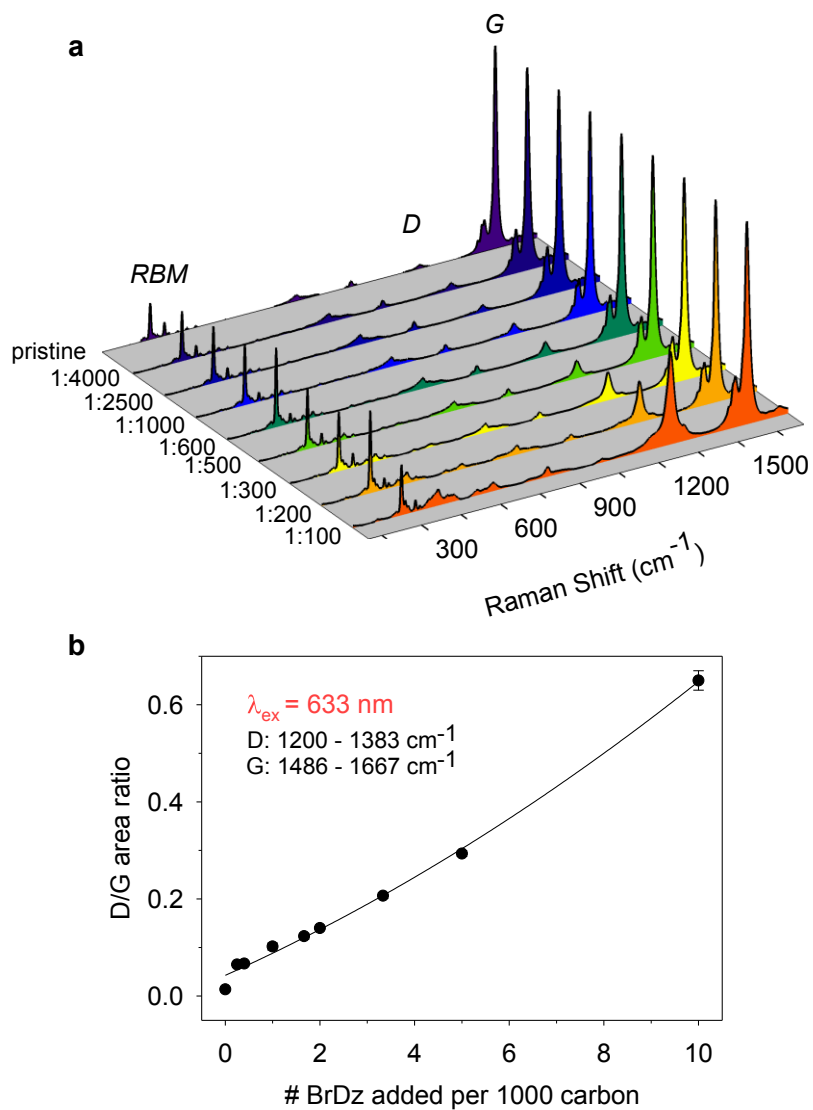 a
G
D
RBM
pristine
1:4000
1:2500
1:1000
1:600
1:500
1:300
1:200
1:100
300
600
900
1200
1500
Raman Shift (cm⁻¹)
b
λex = 633 nm
D: 1200 - 1383 cm⁻¹
G: 1486 - 1667 cm⁻¹
0.6
0.4
0.2
0.0
D/G area ratio
0 2 4 6 8 10
# BrDz added per 1000 carbon